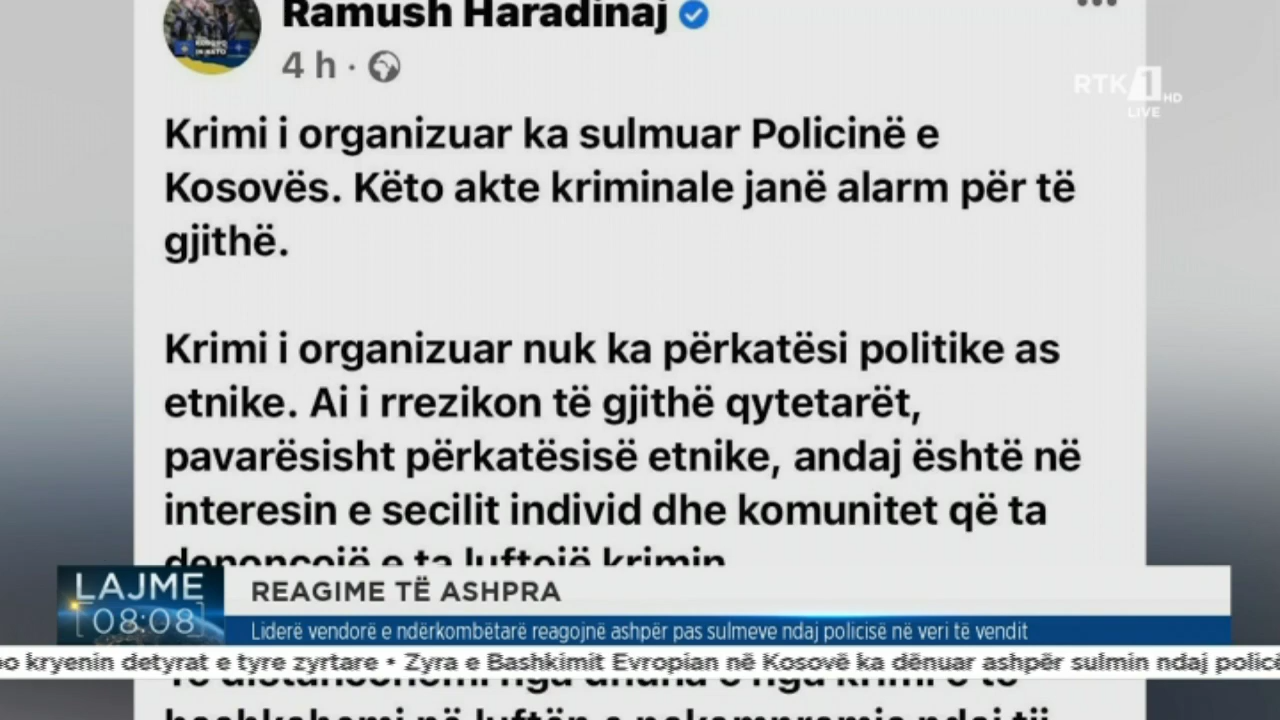 Ramush Haradinaj
4 h ·
RTK 1 HD
LIVE
Krimi i organizuar ka sulmuar Policinë e
Kosovës. Këto akte kriminale janë alarm për të
gjithë.
Krimi i organizuar nuk ka përkatësi politike as
etnike. Ai i rrezikon të gjithë qytetarët,
pavarësisht përkatësisë etnike, andaj është në
interesin e secilit individ dhe komunitet që ta
denoncojë e ta luftojë krimin
LAJME
08:08
REAGIME TË ASHPRA
Liderë vendorë e ndërkombëtarë reagojnë ashpër pas sulmeve ndaj policisë në veri të vendit
kryenin detyrat e tyre zyrtare • Zyra e Bashkimit Evropian në Kosovë ka dënuar ashpër sulmin ndaj